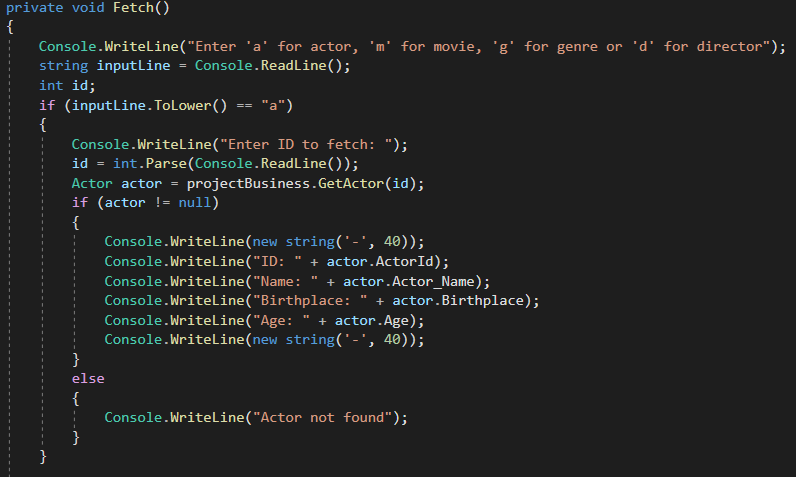 private void Fetch()
{
    Console.WriteLine("Enter 'a' for actor, 'm' for movie, 'g' for genre or 'd' for director");
    string inputLine = Console.ReadLine();
    int id;
    if (inputLine.ToLower() == "a")
    {
        Console.WriteLine("Enter ID to fetch: ");
        id = int.Parse(Console.ReadLine());
        Actor actor = projectBusiness.GetActor(id);
        if (actor != null)
        {
            Console.WriteLine(new string('-', 40));
            Console.WriteLine("ID: " + actor.ActorId);
            Console.WriteLine("Name: " + actor.Actor_Name);
            Console.WriteLine("Birthplace: " + actor.Birthplace);
            Console.WriteLine("Age: " + actor.Age);
            Console.WriteLine(new string('-', 40));
        }
        else
        {
            Console.WriteLine("Actor not found");
        }
    }